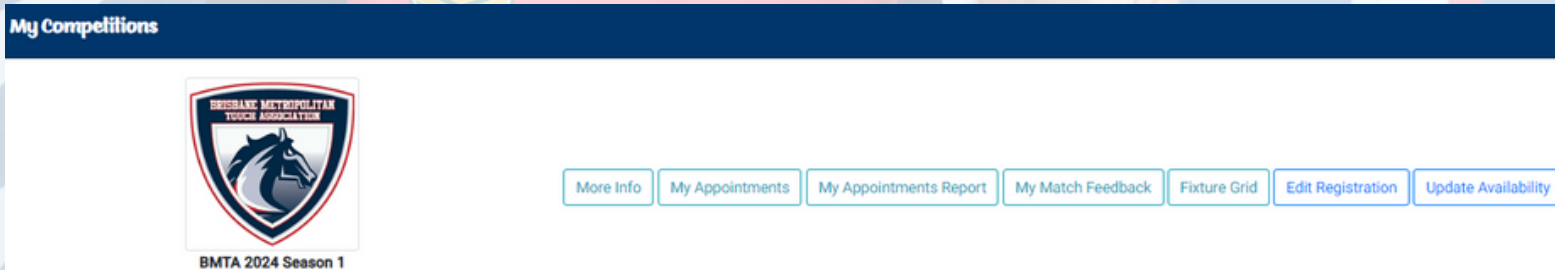 My Competitions
BRISBANE METROPOLITAN
TOUCH ASSOCIATION
More Info My Appointments My Appointments Report My Match Feedback Fixture Grid Edit Registration Update Availability
BMTA 2024 Season 1